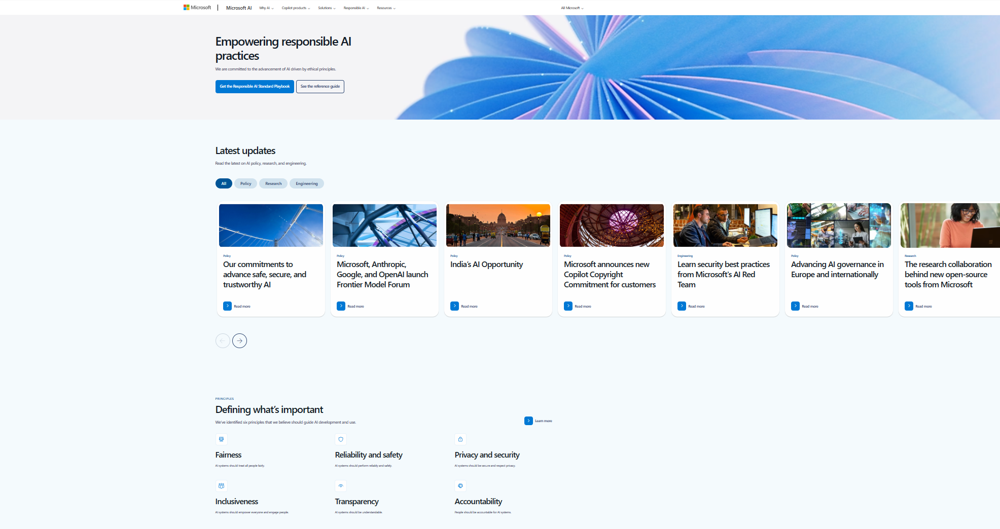 Microsoft
Microsoft AI
Why AI
Copilot products
Solutions
Responsible AI
Resources
All Microsoft
Empowering responsible AI
practices
We are committed to the advancement of AI driven by ethical principles.
Get the Responsible AI Standard Playbook
See the reference guide
Latest updates
Read the latest on AI policy, research, and engineering.
All
Policy
Research
Engineering
Policy
Our commitments to
advance safe, secure, and
trustworthy AI
Read more
Policy
Microsoft, Anthropic,
Google, and OpenAI launch
Frontier Model Forum
Read more
Policy
India's AI Opportunity
Read more
Policy
Microsoft announces new
Copilot Copyright
Commitment for customers
Read more
Engineering
Learn security best practices
from Microsoft's AI Red
Team
Read more
Policy
Advancing AI governance in
Europe and internationally
Read more
Research
The research collaboration
behind new open-source
tools from Microsoft
Read more
PRINCIPLES
Defining what's important
We've identified six principles that we believe should guide AI development and use.
Learn more
Fairness
AI systems should treat all people fairly.
Reliability and safety
AI systems should perform reliably and safely.
Privacy and security
AI systems should be secure and respect privacy.
Inclusiveness
AI systems should empower everyone and engage people.
Transparency
AI systems should be understandable.
Accountability
People should be accountable for AI systems.